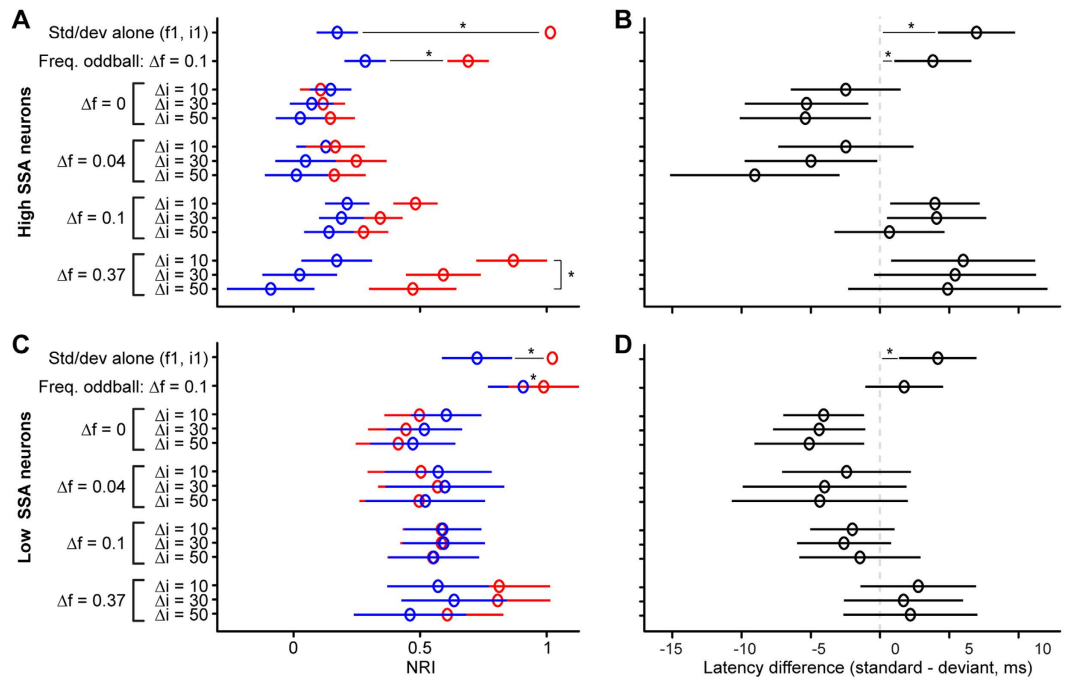 A
B
Std/dev alone (f1, i1)
*
*
Freq. oddball: Δf = 0.1
*
*
High SSA neurons
Δf = 0
Δi = 10
Δi = 30
Δi = 50
Δf = 0.04
Δi = 10
Δi = 30
Δi = 50
Δf = 0.1
Δi = 10
Δi = 30
Δi = 50
Δf = 0.37
Δi = 10
Δi = 30
Δi = 50
*
C
D
Std/dev alone (f1, i1)
*
*
Freq. oddball: Δf = 0.1
*
Low SSA neurons
Δf = 0
Δi = 10
Δi = 30
Δi = 50
Δf = 0.04
Δi = 10
Δi = 30
Δi = 50
Δf = 0.1
Δi = 10
Δi = 30
Δi = 50
Δf = 0.37
Δi = 10
Δi = 30
Δi = 50
0 0.5 1
-15 -10 -5 0 5 10
NRI
Latency difference (standard - deviant, ms)